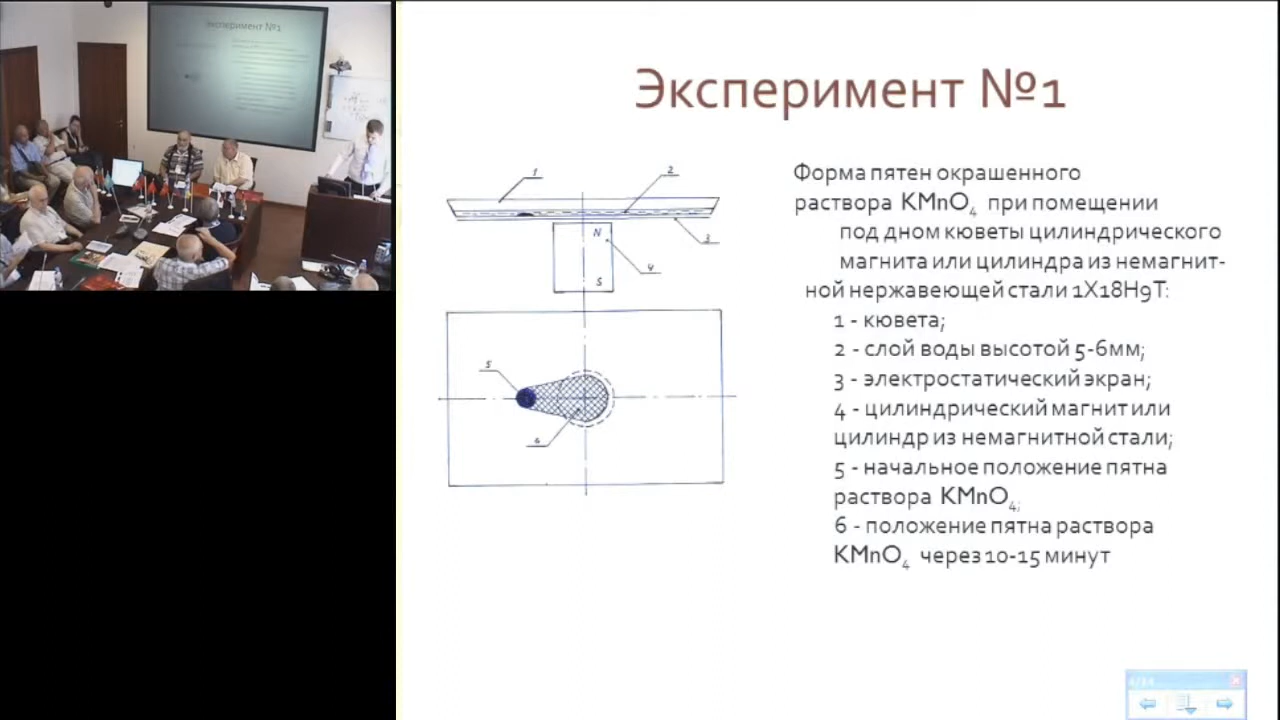 Эксперимент №1
Эксперимент №1
Форма пятен окрашенного
раствора KMnO4 при помещении
под дном кюветы цилиндрического
магнита или цилиндра из немагнит-
ной нержавеющей стали 1Х18Н9Т:
1 - кювета;
2 - слой воды высотой 5-6мм;
3 - электростатический экран;
4 - цилиндрический магнит или
цилиндр из немагнитной стали;
5 - начальное положение пятна
раствора KMnO4;
6 - положение пятна раствора
KMnO4 через 10-15 минут
1
2
N
3
4
S
5
6